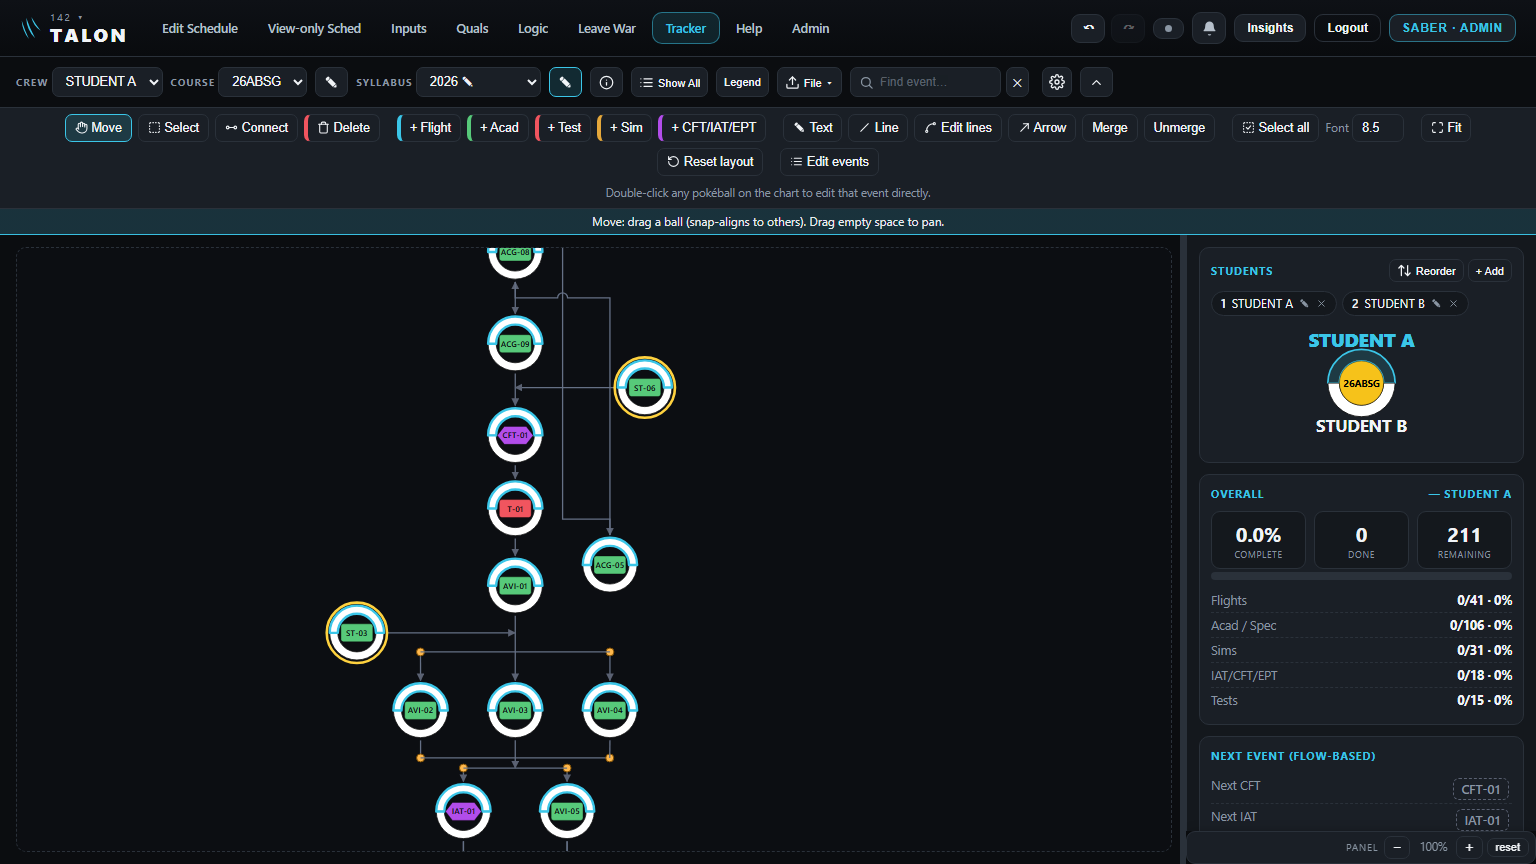 142
TALON
Edit Schedule
View-only Sched
Inputs
Quals
Logic
Leave War
Tracker
Help
Admin
Insights
Logout
SABER · ADMIN
CREW
STUDENT A
COURSE
26ABSG
SYLLABUS
2026
Show All
Legend
File
Find event...
Move
Select
Connect
Delete
+ Flight
+ Acad
+ Test
+ Sim
+ CFT/IAT/EPT
Text
Line
Edit lines
Arrow
Merge
Unmerge
Select all
Font
8.5
Fit
Reset layout
Edit events
Double-click any pokéball on the chart to edit that event directly.
Move: drag a ball (snap-aligns to others). Drag empty space to pan.
ACG-08
ACG-09
ST-06
CFT-01
T-01
ACG-05
AVI-01
ST-03
AVI-02
AVI-03
AVI-04
IAT-01
AVI-05
STUDENTS
Reorder
+ Add
1 STUDENT A
2 STUDENT B
STUDENT A
26ABSG
STUDENT B
OVERALL
— STUDENT A
0.0%
COMPLETE
0
DONE
211
REMAINING
Flights
0/41 · 0%
Acad / Spec
0/106 · 0%
Sims
0/31 · 0%
IAT/CFT/EPT
0/18 · 0%
Tests
0/15 · 0%
NEXT EVENT (FLOW-BASED)
Next CFT
CFT-01
Next IAT
IAT-01
PANEL
−
100%
+
reset